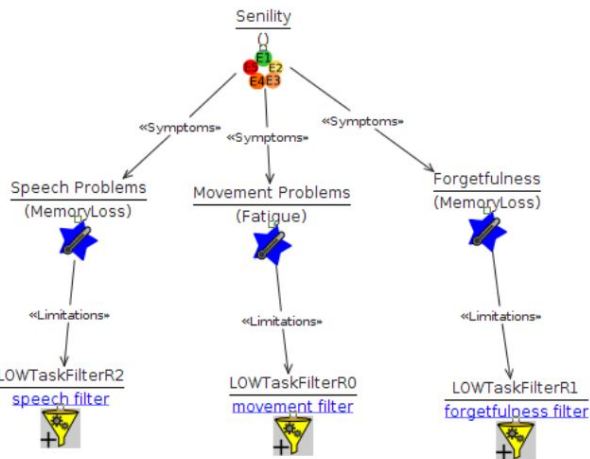 Senility
()
E1
E5 E2
E4 E3
«Symptoms»
«Symptoms»
«Symptoms»
Speech Problems
(MemoryLoss)
Movement Problems
(Fatigue)
Forgetfulness
(MemoryLoss)
«Limitations»
«Limitations»
«Limitations»
LOWTaskFilterR2
speech filter
LOWTaskFilterR0
movement filter
LOWTaskFilterR1
forgetfulness filter